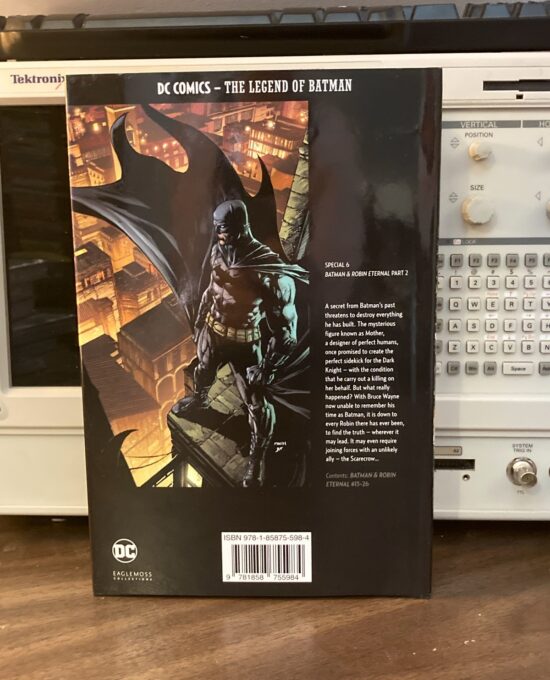 Tektronix
DC COMICS – THE LEGEND OF BATMAN
VERTICAL
POSITION
SIZE
SPECIAL 6
BATMAN & ROBIN ETERNAL PART 2
A secret from Batman's past
threatens to destroy everything
he has built. The mysterious
figure known as Mother,
a designer of perfect humans,
once promised to create the
perfect sidekick for the Dark
Knight – with the condition
that he carry out a killing on
her behalf. But what really
happened? With Bruce Wayne
now unable to remember his
time as Batman, it is down to
every Robin there has ever been,
to find the truth – wherever it
may lead. It may even require
joining forces with an unlikely
ally – the Scarecrow...
Contents: BATMAN & ROBIN
ETERNAL #13-26
Q W E R T Y
A S D F G H
Z X C V B N
Space
SYSTEM
TRIG IN
DC
EAGLEMOSS
COLLECTIONS
ISBN 978-1-85875-598-4
9 781858 755984